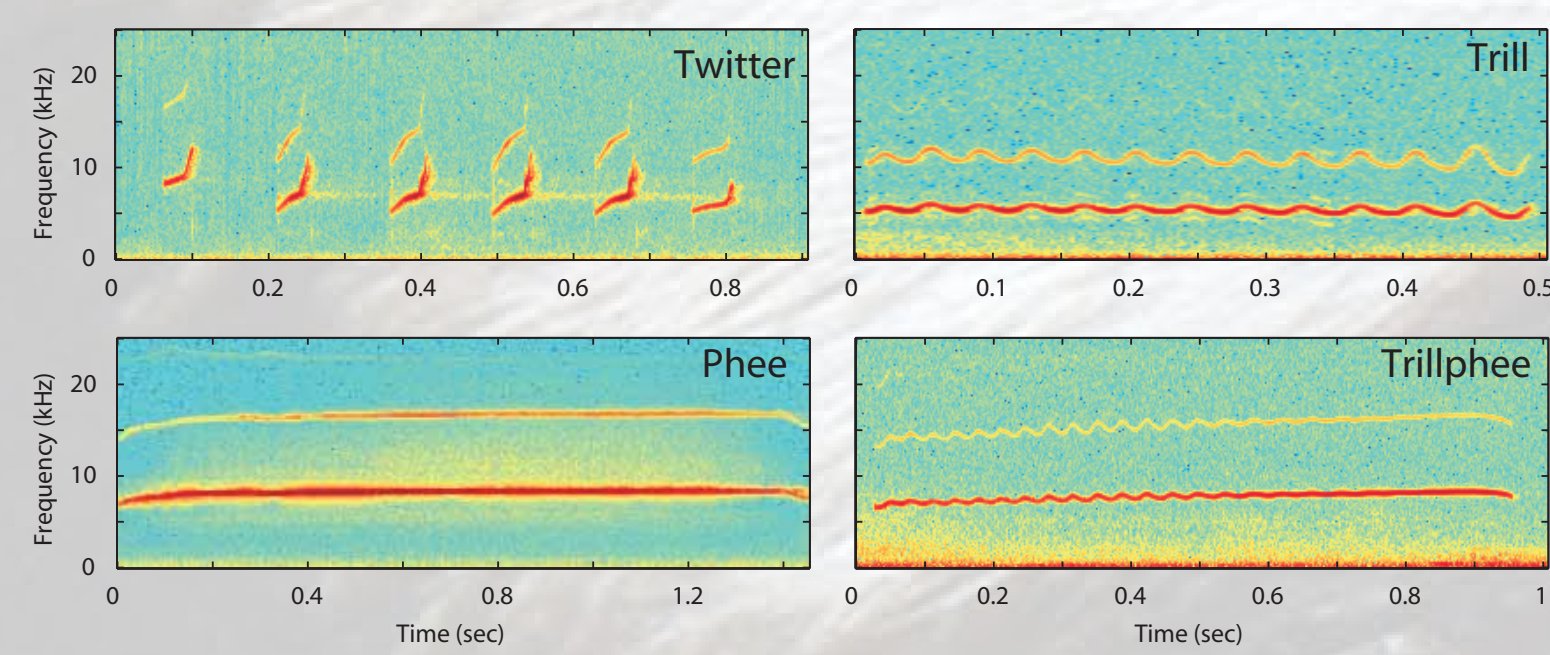 Twitter
Frequency (kHz)
20
10
0
0 0.2 0.4 0.6 0.8
Trill
0 0.1 0.2 0.3 0.4 0.5
Phee
Frequency (kHz)
20
10
0
0 0.4 0.8 1.2
Time (sec)
Trillphee
0 0.2 0.4 0.6 0.8 1
Time (sec)